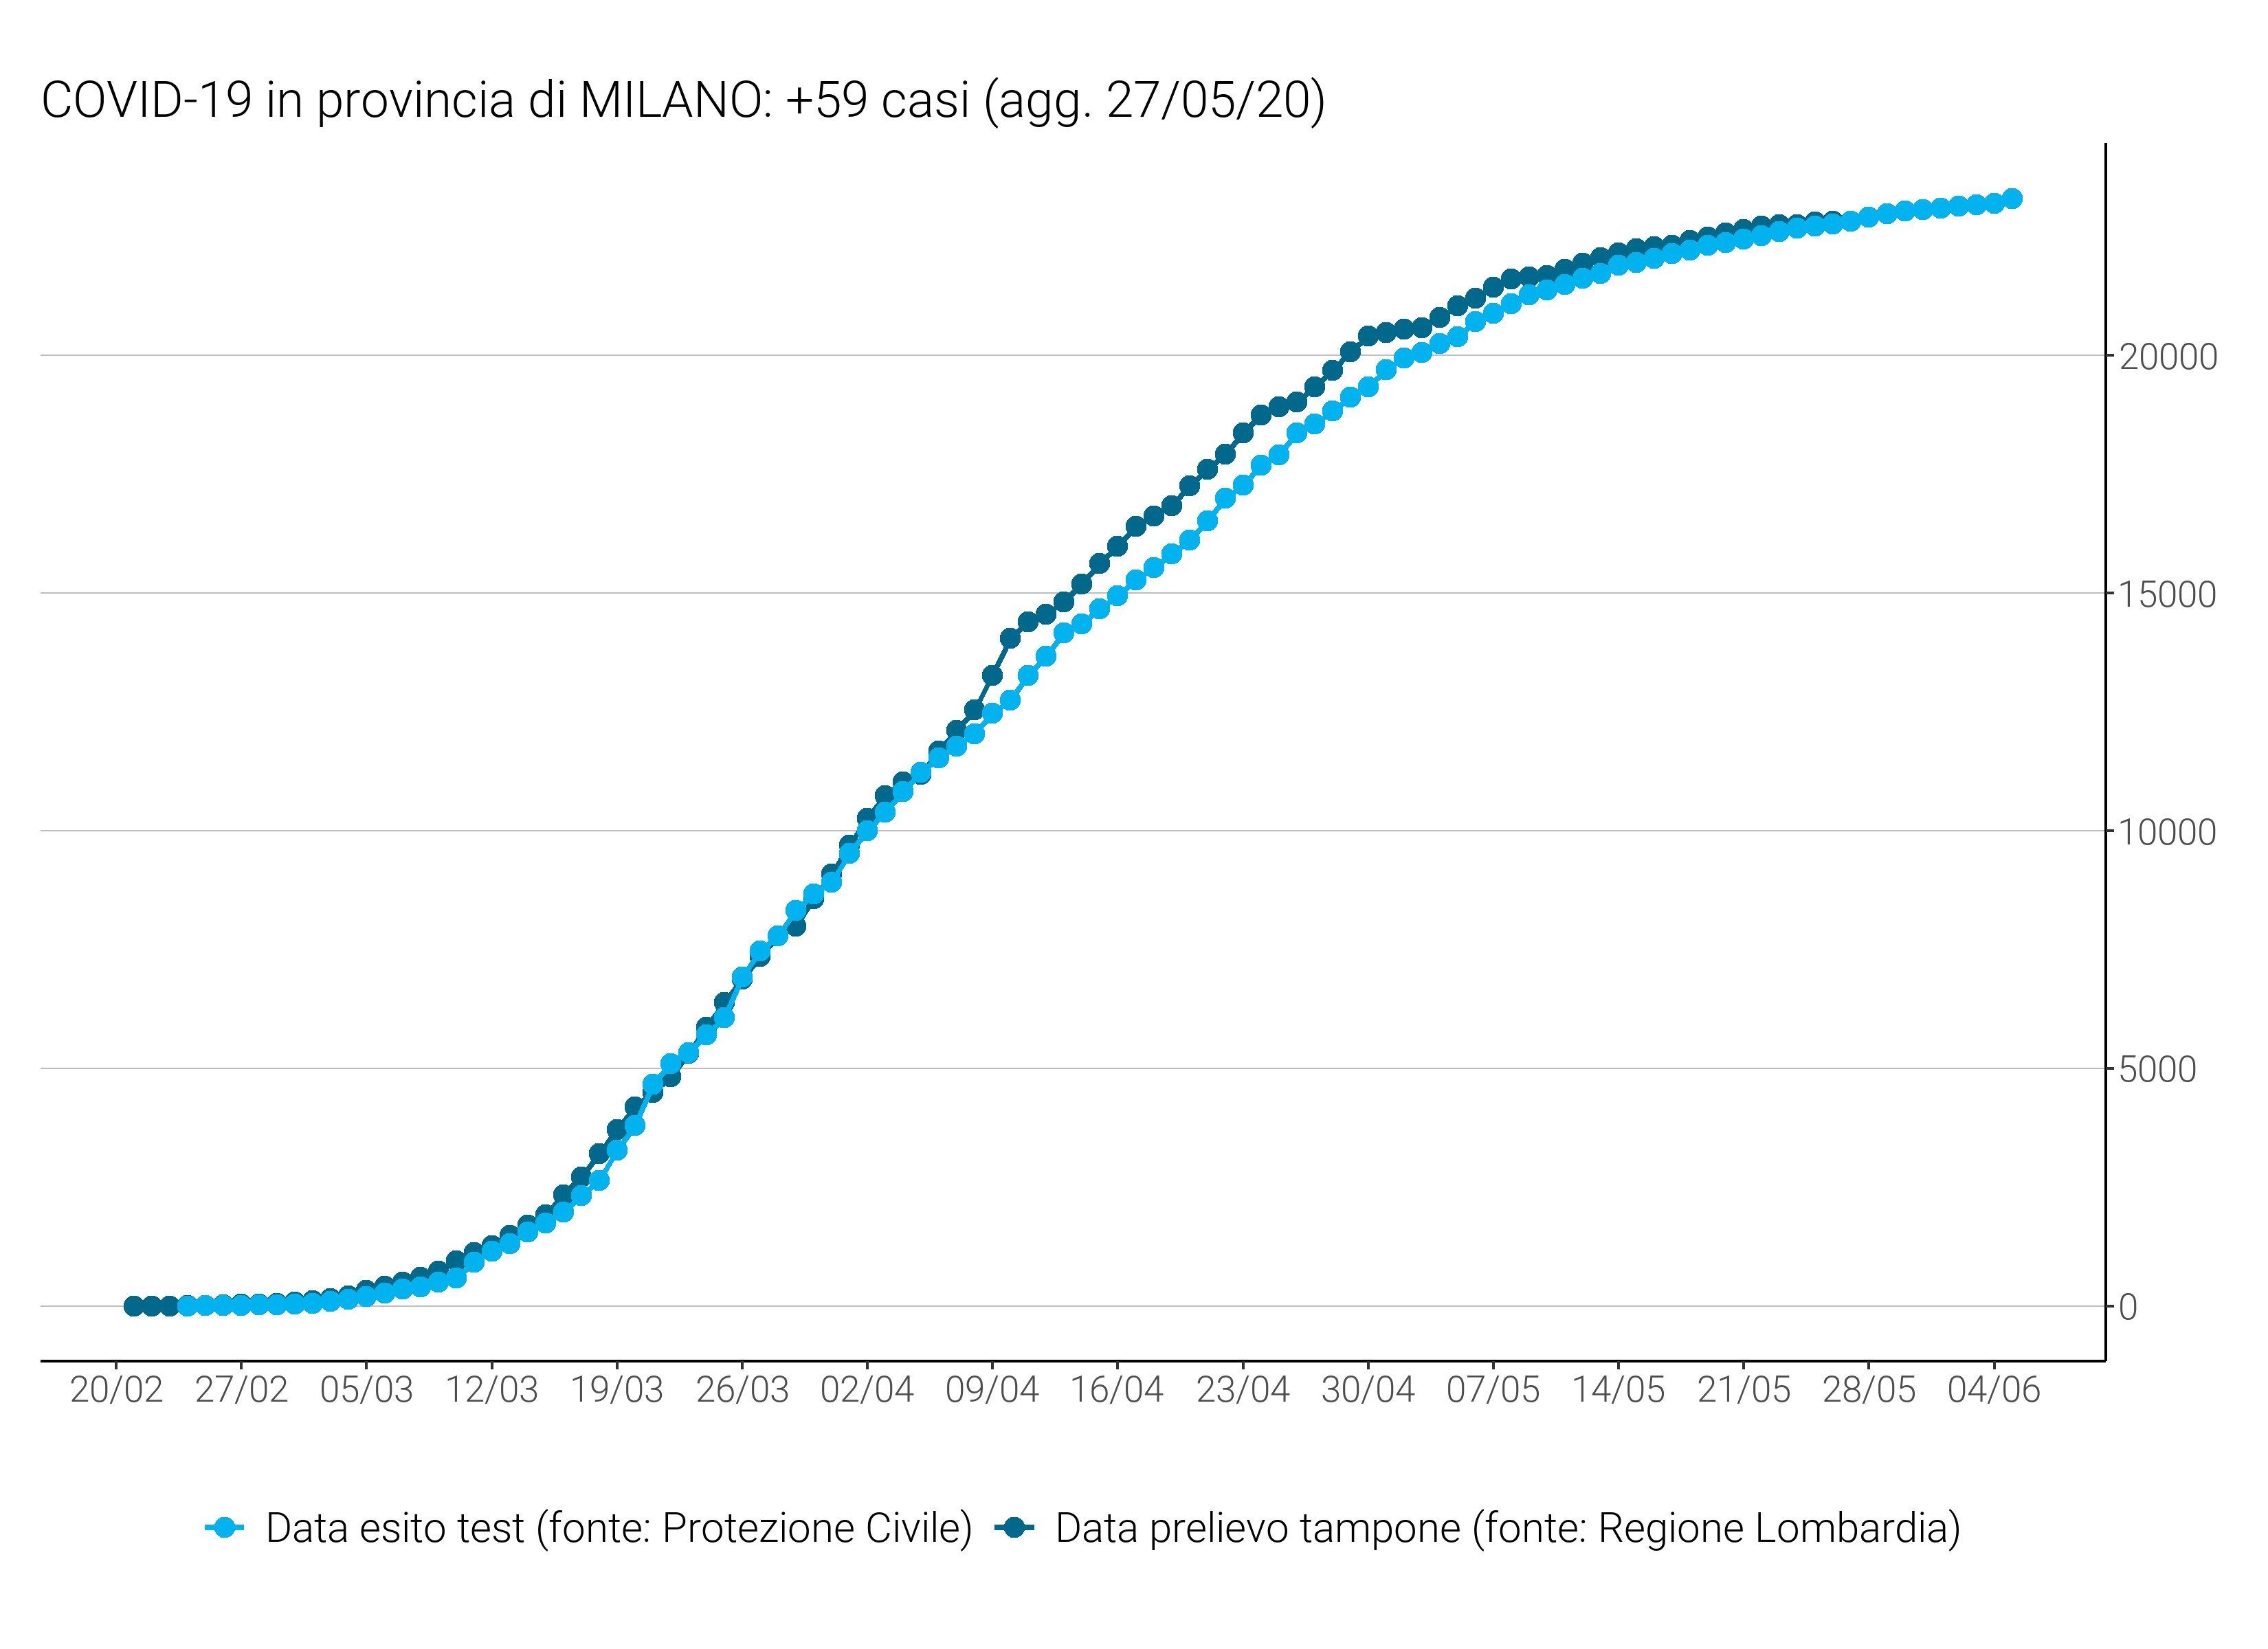 COVID-19 in provincia di MILANO: +59 casi (agg. 27/05/20)
20000
15000
10000
5000
0
20/02 27/02 05/03 12/03 19/03 26/03 02/04 09/04 16/04 23/04 30/04 07/05 14/05 21/05 28/05 04/06
Data esito test (fonte: Protezione Civile) Data prelievo tampone (fonte: Regione Lombardia)